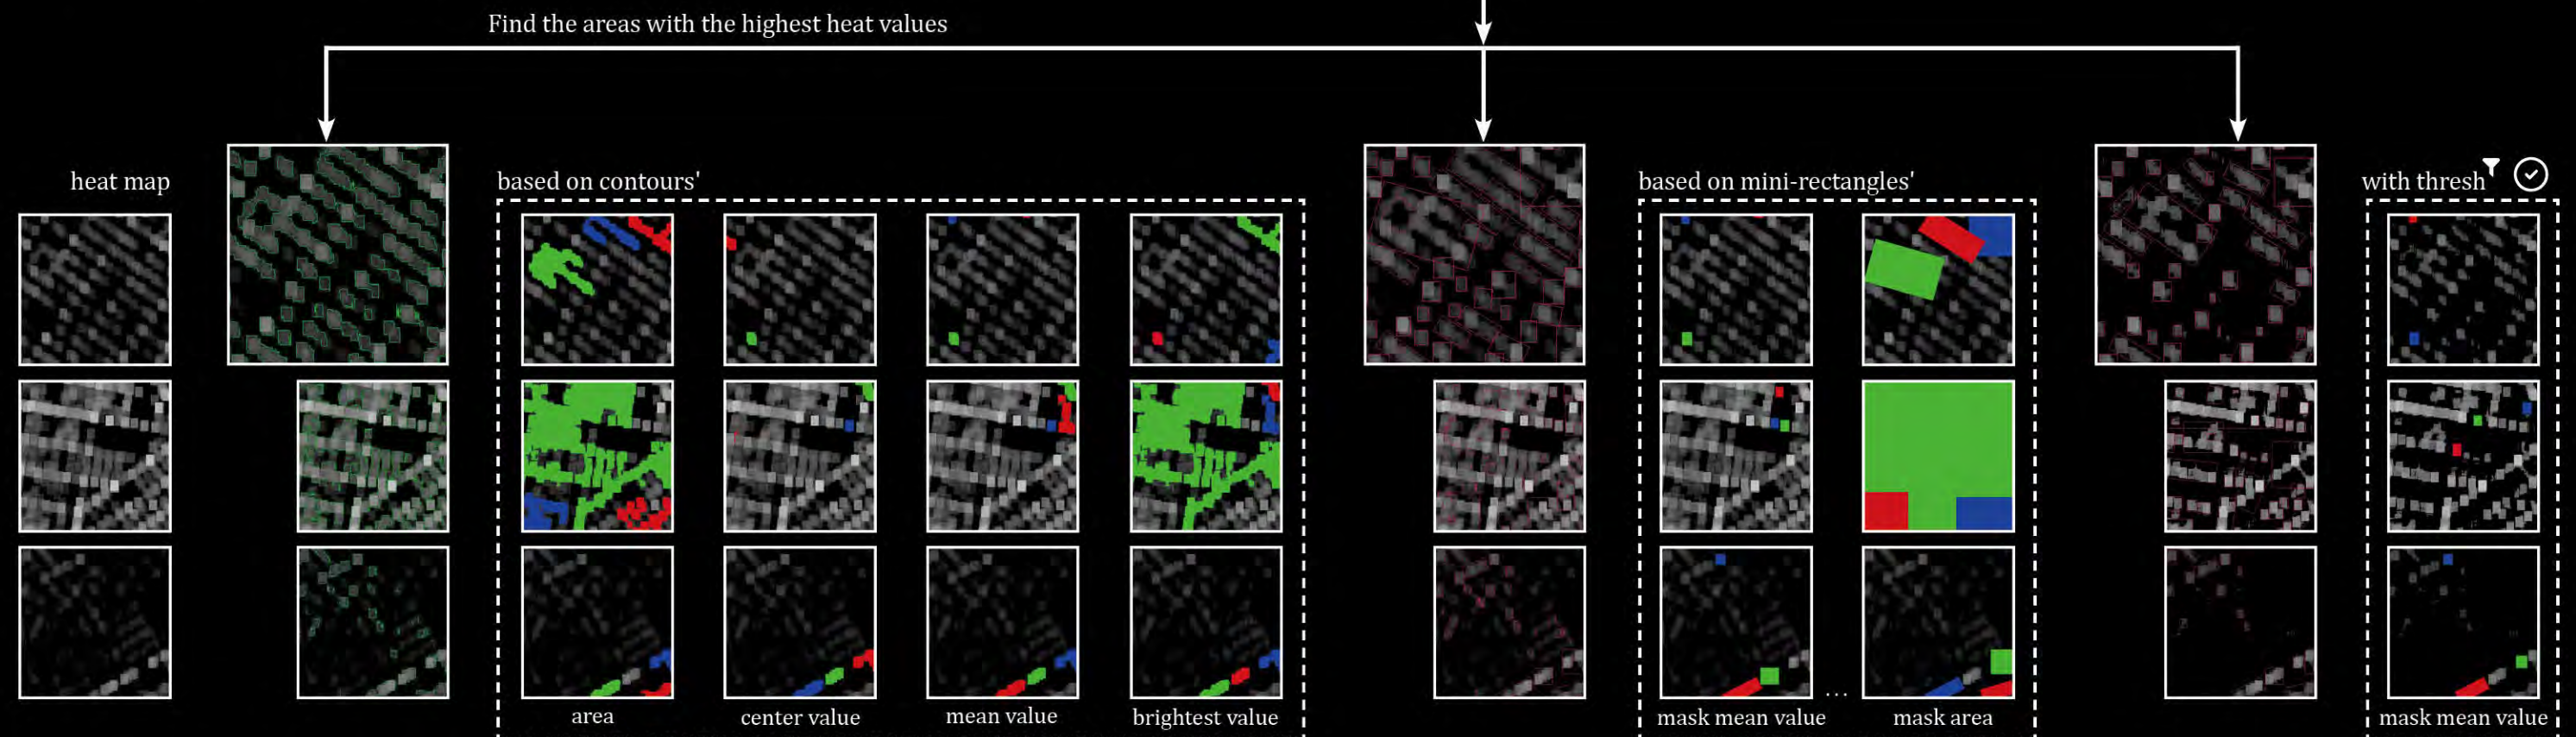 Find the areas with the highest heat values
heat map
based on contours'
based on mini-rectangles'
with thresh
area
center value
mean value
brightest value
mask mean value
...
mask area
mask mean value